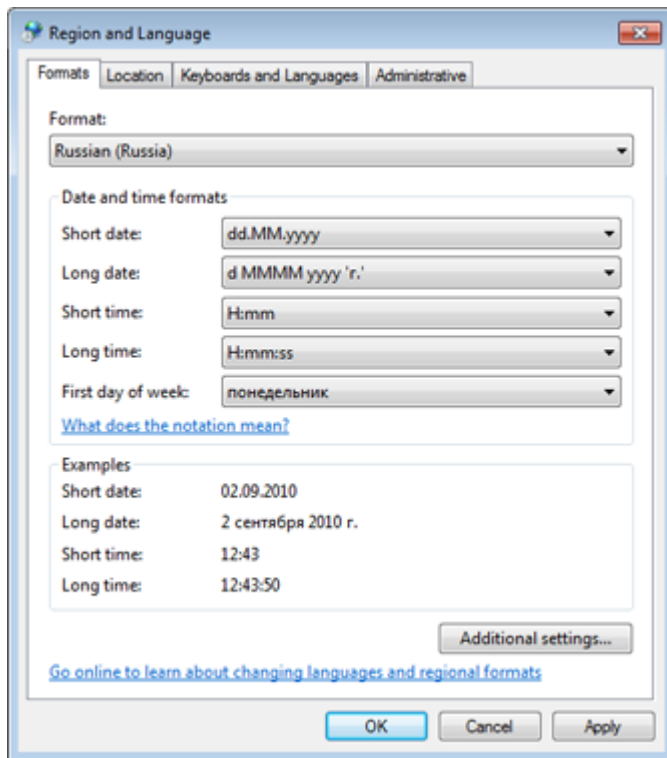 Region and Language
Formats Location Keyboards and Languages Administrative
Format:
Russian (Russia)
Date and time formats
Short date: dd.MM.yyyy
Long date: d MMMM yyyy 'г.'
Short time: H:mm
Long time: H:mm:ss
First day of week: понедельник
What does the notation mean?
Examples
Short date: 02.09.2010
Long date: 2 сентября 2010 г.
Short time: 12:43
Long time: 12:43:50
Additional settings...
Go online to learn about changing languages and regional formats
OK Cancel Apply